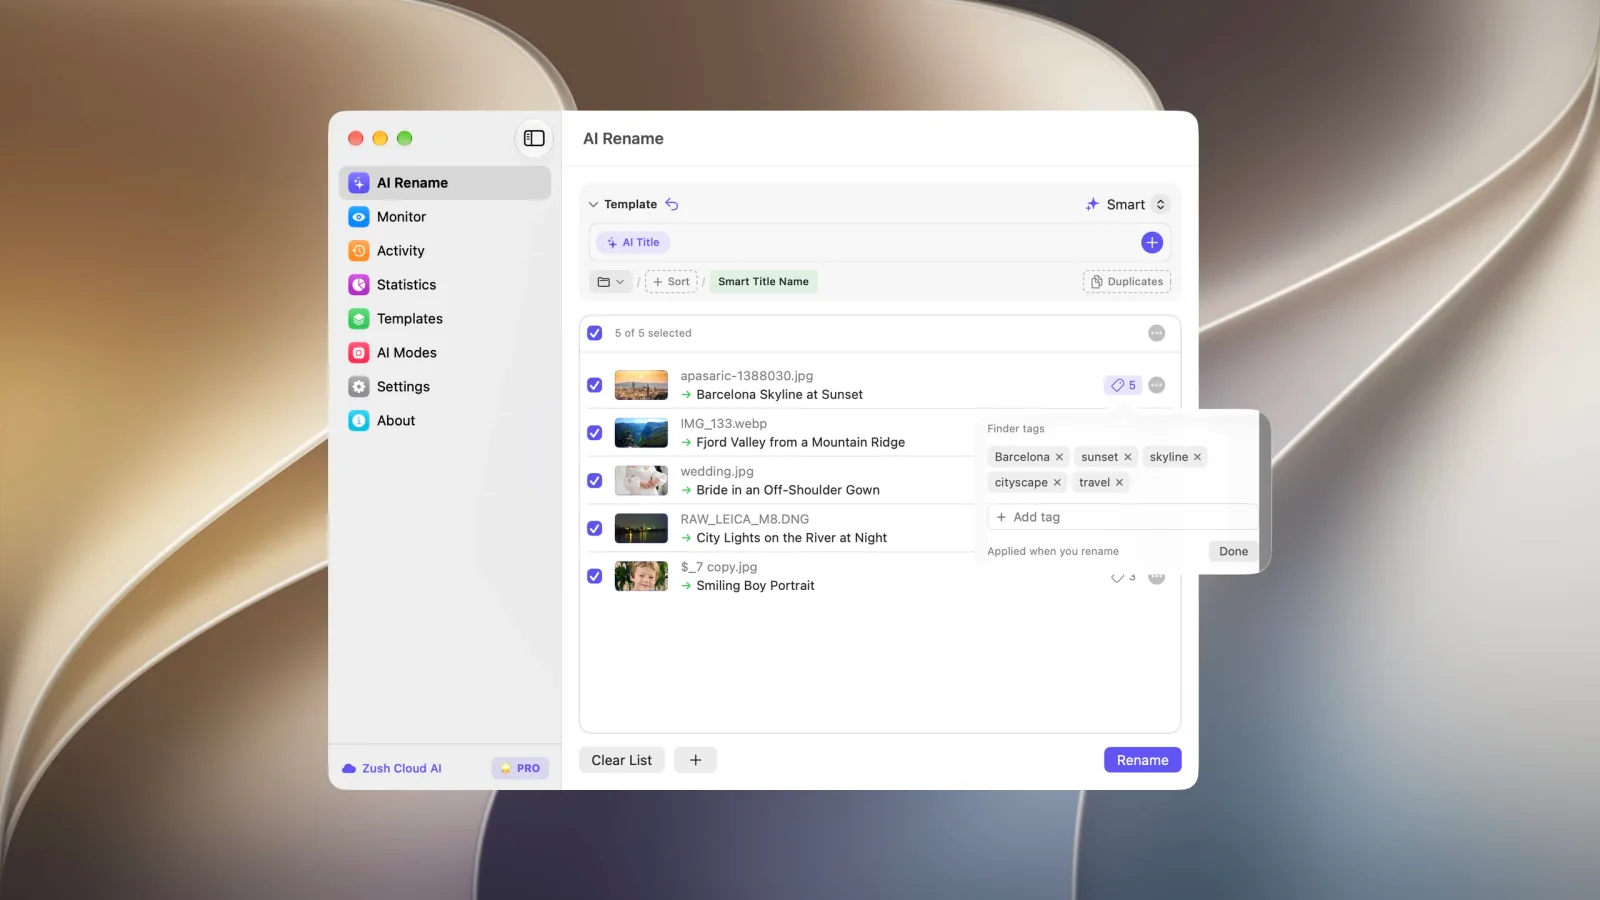 AI Rename
AI Rename
Monitor
Activity
Statistics
Templates
AI Modes
Settings
About
Zush Cloud AI
PRO
Template
Smart
AI Title
/ + Sort / Smart Title Name
Duplicates
5 of 5 selected
apasaric-1388030.jpg
→ Barcelona Skyline at Sunset
5
IMG_133.webp
→ Fjord Valley from a Mountain Ridge
wedding.jpg
→ Bride in an Off-Shoulder Gown
RAW_LEICA_M8.DNG
→ City Lights on the River at Night
$_7 copy.jpg
→ Smiling Boy Portrait
3
Finder tags
Barcelona × sunset × skyline ×
cityscape × travel ×
+ Add tag
Applied when you rename
Done
Clear List
+
Rename